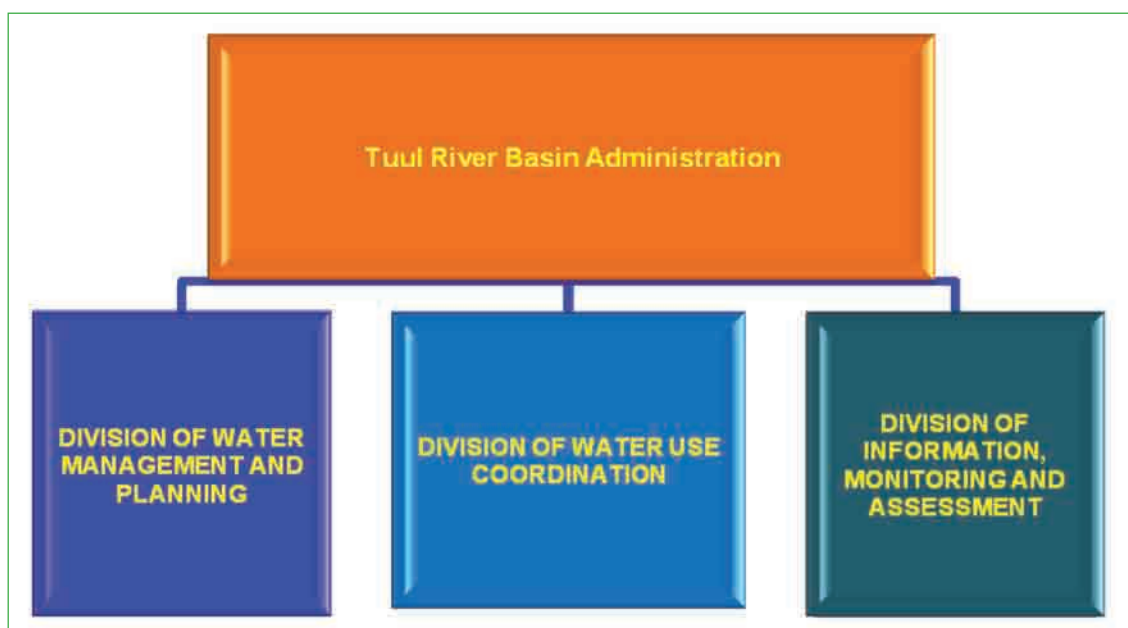 Tuul River Basin Administration
DIVISION OF WATER
MANAGEMENT AND
PLANNING
DIVISION OF WATER USE
COORDINATION
DIVISION OF
INFORMATION,
MONITORING AND
ASSESSMENT